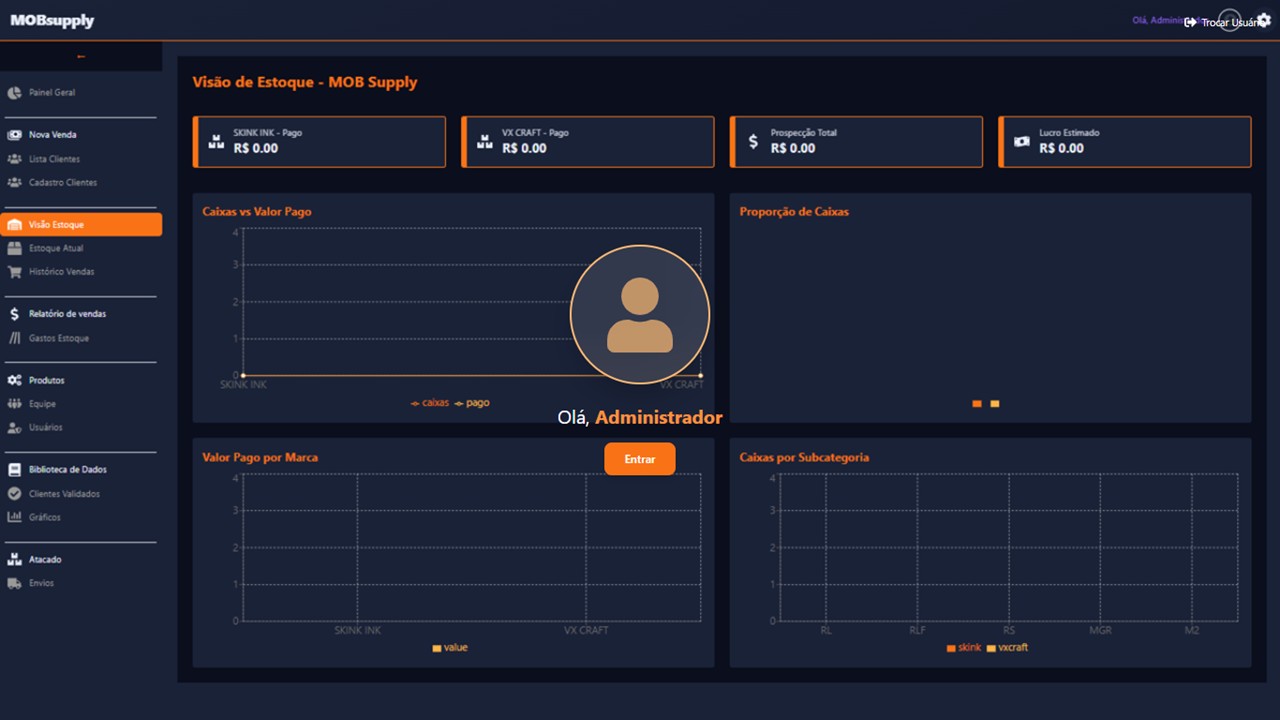 MOBsupply
Olá, Adminis
Trocar Usuário
←
Painel Geral
Nova Venda
Lista Clientes
Cadastro Clientes
Visão Estoque
Estoque Atual
Histórico Vendas
Relatório de vendas
Gastos Estoque
Produtos
Equipe
Usuários
Biblioteca de Dados
Clientes Validados
Gráficos
Atacado
Envios
Visão de Estoque - MOB Supply
SKINK INK - Pago
R$ 0.00
VX CRAFT - Pago
R$ 0.00
Prospecção Total
R$ 0.00
Lucro Estimado
R$ 0.00
Caixas vs Valor Pago
4
3
2
1
0
SKINK INK VX CRAFT
caixas pago
Proporção de Caixas
Olá, Administrador
Entrar
Valor Pago por Marca
4
3
2
1
0
SKINK INK VX CRAFT
value
Caixas por Subcategoria
4
3
2
1
0
RL RLF RS MGR M2
skink vxcraft